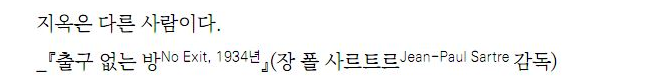 지옥은 다른 사람이다.
_『출구 없는 방No Exit, 1934년』(장 폴 사르트르Jean-Paul Sartre 감독)